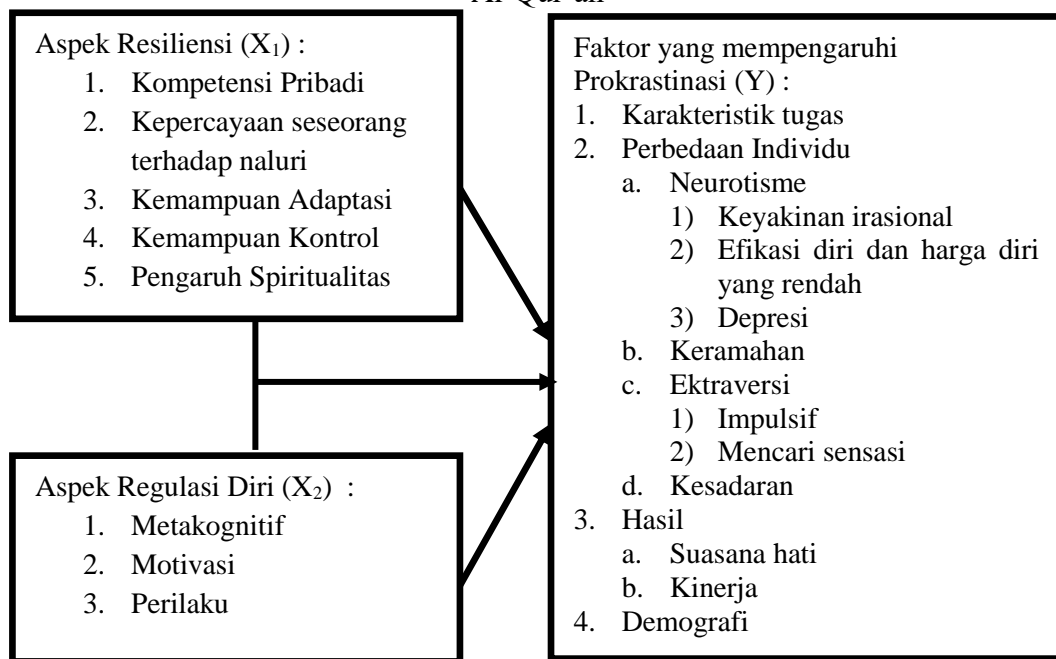 Al-Qur'an
Aspek Resiliensi (X₁) :
1. Kompetensi Pribadi
2. Kepercayaan seseorang
terhadap naluri
3. Kemampuan Adaptasi
4. Kemampuan Kontrol
5. Pengaruh Spiritualitas
Aspek Regulasi Diri (X₂) :
1. Metakognitif
2. Motivasi
3. Perilaku
Faktor yang mempengaruhi
Prokrastinasi (Y) :
1. Karakteristik tugas
2. Perbedaan Individu
a. Neurotisme
1) Keyakinan irasional
2) Efikasi diri dan harga diri
yang rendah
3) Depresi
b. Keramahan
c. Ektraversi
1) Impulsif
2) Mencari sensasi
d. Kesadaran
3. Hasil
a. Suasana hati
b. Kinerja
4. Demografi